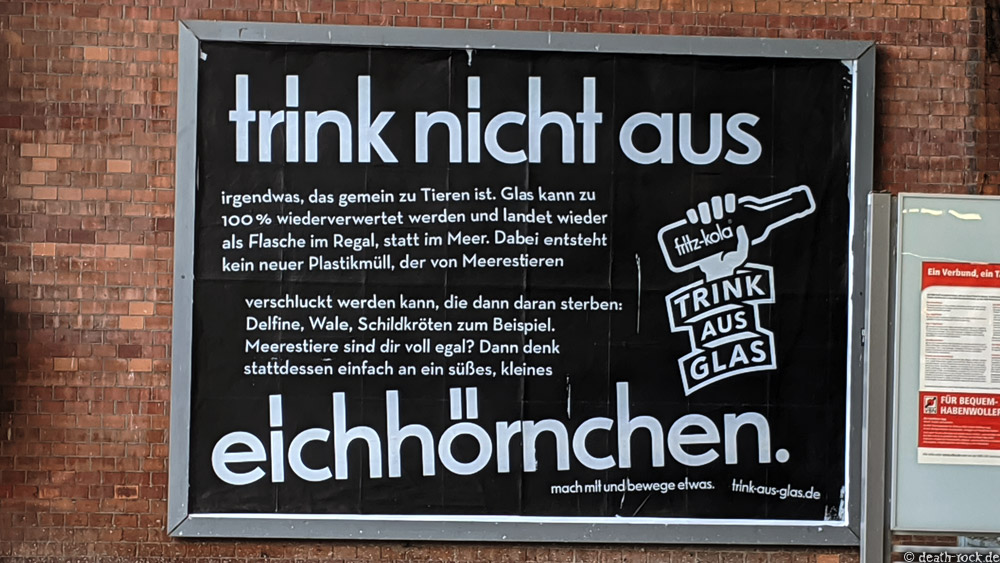 trink nicht aus
irgendwas, das gemein zu Tieren ist. Glas kann zu
100 % wiederverwertet werden und landet wieder
als Flasche im Regal, statt im Meer. Dabei entsteht
kein neuer Plastikmüll, der von Meerestieren
verschluckt werden kann, die dann daran sterben:
Delfine, Wale, Schildkröten zum Beispiel.
Meerestiere sind dir voll egal? Dann denk
stattdessen einfach an ein süßes, kleines
eichhörnchen.
fritz-kola®
TRINK
AUS
GLAS
mach mit und bewege etwas. trink-aus-glas.de
Ein Verbund, ein
FÜR BEQUEM-
HABENWOLLER
© death-rock.de